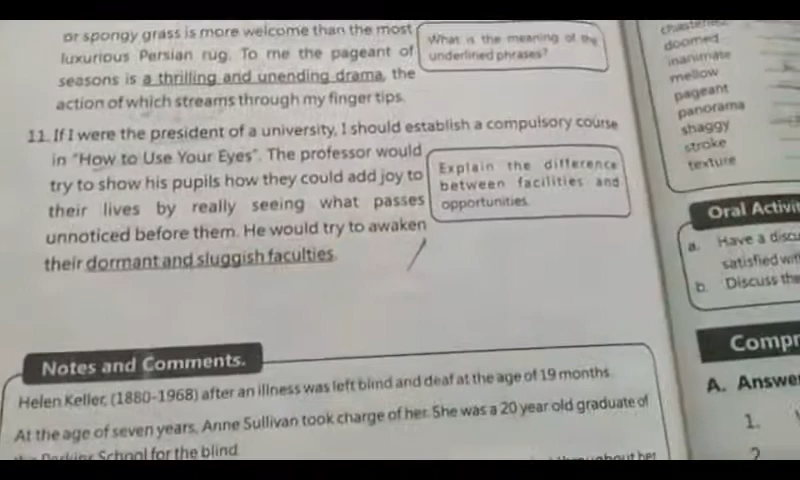 or spongy grass is more welcome than the most
luxurious Persian rug. To me the pageant of
seasons is a thrilling and unending drama, the
action of which streams through my finger tips.
What is the meaning of the
underlined phrases?
11. If I were the president of a university, I should establish a compulsory course
in "How to Use Your Eyes". The professor would
try to show his pupils how they could add joy to
their lives by really seeing what passes
unnoticed before them. He would try to awaken
their dormant and sluggish faculties.
Explain the difference
between facilities and
opportunities.
Notes and Comments.
Helen Keller, (1880-1968) after an illness was left blind and deaf at the age of 19 months.
At the age of seven years, Anne Sullivan took charge of her. She was a 20 year old graduate of
School for the blind
doomed
inanimate
mellow
pageant
panorama
shaggy
stroke
texture
Oral Activit
a. Have a discu
satisfied wit
b. Discuss the
Compr
A. Answe
1.
2